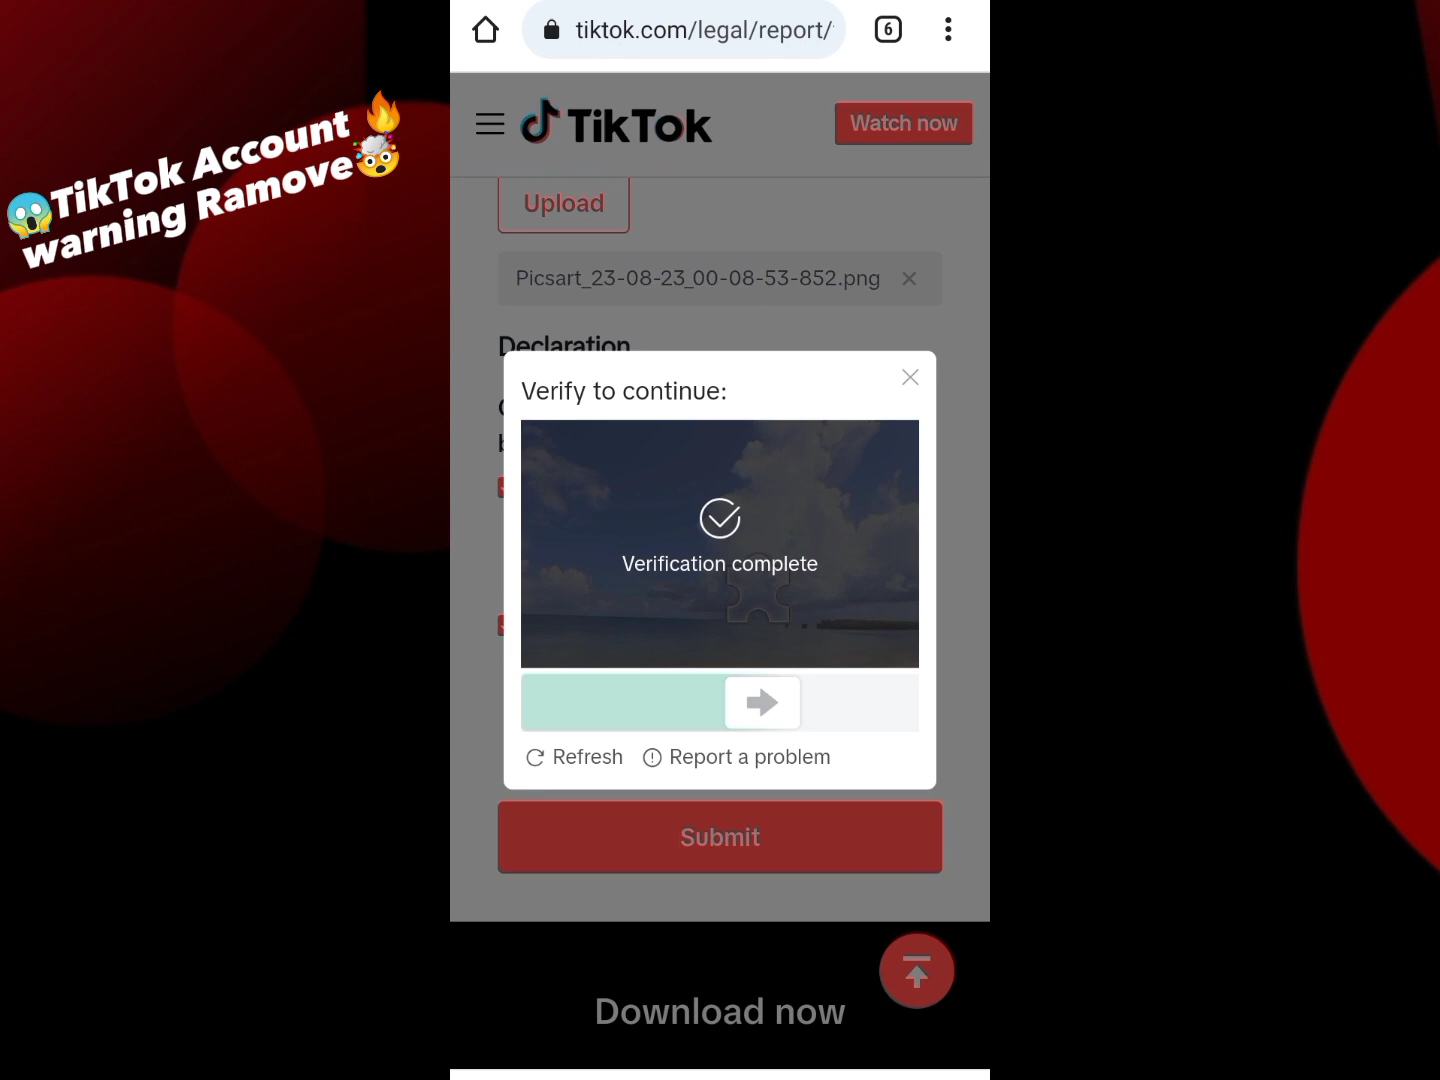 tiktok.com/legal/report/
6
TikTok
Watch now
TikTok Account
warning Ramove
Upload
Picsart_23-08-23_00-08-53-852.png
Declaration
Verify to continue:
Verification complete
Refresh
Report a problem
Submit
Download now